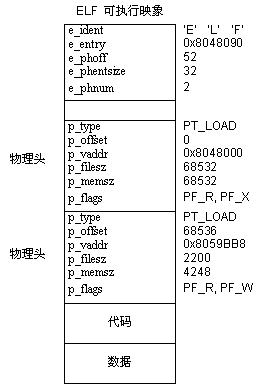 ELF 可执行映象
e_ident 'E' 'L' 'F'
e_entry 0x8048090
e_phoff 52
e_phentsize 32
e_phnum 2
p_type PT_LOAD
p_offset 0
p_vaddr 0x8048000
物理头 p_filesz 68532
p_memsz 68532
p_flags PF_R, PF_X
p_type PT_LOAD
p_offset 68536
p_vaddr 0x8059BB8
物理头 p_filesz 2200
p_memsz 4248
p_flags PF_R, PF_W
代码
数据